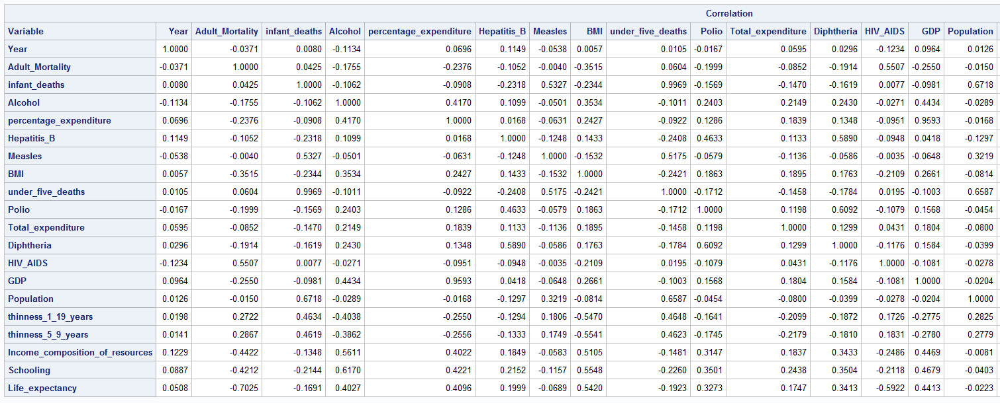 Correlation
Variable Year Adult_Mortality infant_deaths Alcohol percentage_expenditure Hepatitis_B Measles BMI under_five_deaths Polio Total_expenditure Diphtheria HIV_AIDS GDP Population
Year 1.0000 -0.0371 0.0080 -0.1134 0.0696 0.1149 -0.0538 0.0057 0.0105 -0.0167 0.0595 0.0296 -0.1234 0.0964 0.0126
Adult_Mortality -0.0371 1.0000 0.0425 -0.1755 -0.2376 -0.1052 -0.0040 -0.3515 0.0604 -0.1999 -0.0852 -0.1914 0.5507 -0.2550 -0.0150
infant_deaths 0.0080 0.0425 1.0000 -0.1062 -0.0908 -0.2318 0.5327 -0.2344 0.9969 -0.1569 -0.1470 -0.1619 0.0077 -0.0981 0.6718
Alcohol -0.1134 -0.1755 -0.1062 1.0000 0.4170 0.1099 -0.0501 0.3534 -0.1011 0.2403 0.2149 0.2430 -0.0271 0.4434 -0.0289
percentage_expenditure 0.0696 -0.2376 -0.0908 0.4170 1.0000 0.0168 -0.0631 0.2427 -0.0922 0.1286 0.1839 0.1348 -0.0951 0.9593 -0.0168
Hepatitis_B 0.1149 -0.1052 -0.2318 0.1099 0.0168 1.0000 -0.1248 0.1433 -0.2408 0.4633 0.1133 0.5890 -0.0948 0.0418 -0.1297
Measles -0.0538 -0.0040 0.5327 -0.0501 -0.0631 -0.1248 1.0000 -0.1532 0.5175 -0.0579 -0.1136 -0.0586 -0.0035 -0.0648 0.3219
BMI 0.0057 -0.3515 -0.2344 0.3534 0.2427 0.1433 -0.1532 1.0000 -0.2421 0.1863 0.1895 0.1763 -0.2109 0.2661 -0.0814
under_five_deaths 0.0105 0.0604 0.9969 -0.1011 -0.0922 -0.2408 0.5175 -0.2421 1.0000 -0.1712 -0.1458 -0.1784 0.0195 -0.1003 0.6587
Polio -0.0167 -0.1999 -0.1569 0.2403 0.1286 0.4633 -0.0579 0.1863 -0.1712 1.0000 0.1198 0.6092 -0.1079 0.1568 -0.0454
Total_expenditure 0.0595 -0.0852 -0.1470 0.2149 0.1839 0.1133 -0.1136 0.1895 -0.1458 0.1198 1.0000 0.1299 0.0431 0.1804 -0.0800
Diphtheria 0.0296 -0.1914 -0.1619 0.2430 0.1348 0.5890 -0.0586 0.1763 -0.1784 0.6092 0.1299 1.0000 -0.1176 0.1584 -0.0399
HIV_AIDS -0.1234 0.5507 0.0077 -0.0271 -0.0951 -0.0948 -0.0035 -0.2109 0.0195 -0.1079 0.0431 -0.1176 1.0000 -0.1081 -0.0278
GDP 0.0964 -0.2550 -0.0981 0.4434 0.9593 0.0418 -0.0648 0.2661 -0.1003 0.1568 0.1804 0.1584 -0.1081 1.0000 -0.0204
Population 0.0126 -0.0150 0.6718 -0.0289 -0.0168 -0.1297 0.3219 -0.0814 0.6587 -0.0454 -0.0800 -0.0399 -0.0278 -0.0204 1.0000
thinness_1_19_years 0.0198 0.2722 0.4634 -0.4038 -0.2550 -0.1294 0.1806 -0.5470 0.4648 -0.1641 -0.2099 -0.1872 0.1726 -0.2775 0.2825
thinness_5_9_years 0.0141 0.2867 0.4619 -0.3862 -0.2556 -0.1333 0.1749 -0.5541 0.4623 -0.1745 -0.2179 -0.1810 0.1831 -0.2780 0.2779
Income_composition_of_resources 0.1229 -0.4422 -0.1348 0.5611 0.4022 0.1849 -0.0583 0.5105 -0.1481 0.3147 0.1837 0.3433 -0.2486 0.4469 -0.0081
Schooling 0.0887 -0.4212 -0.2144 0.6170 0.4221 0.2152 -0.1157 0.5548 -0.2260 0.3501 0.2438 0.3504 -0.2118 0.4679 -0.0403
Life_expectancy 0.0508 -0.7025 -0.1691 0.4027 0.4096 0.1999 -0.0689 0.5420 -0.1923 0.3273 0.1747 0.3413 -0.5922 0.4413 -0.0223